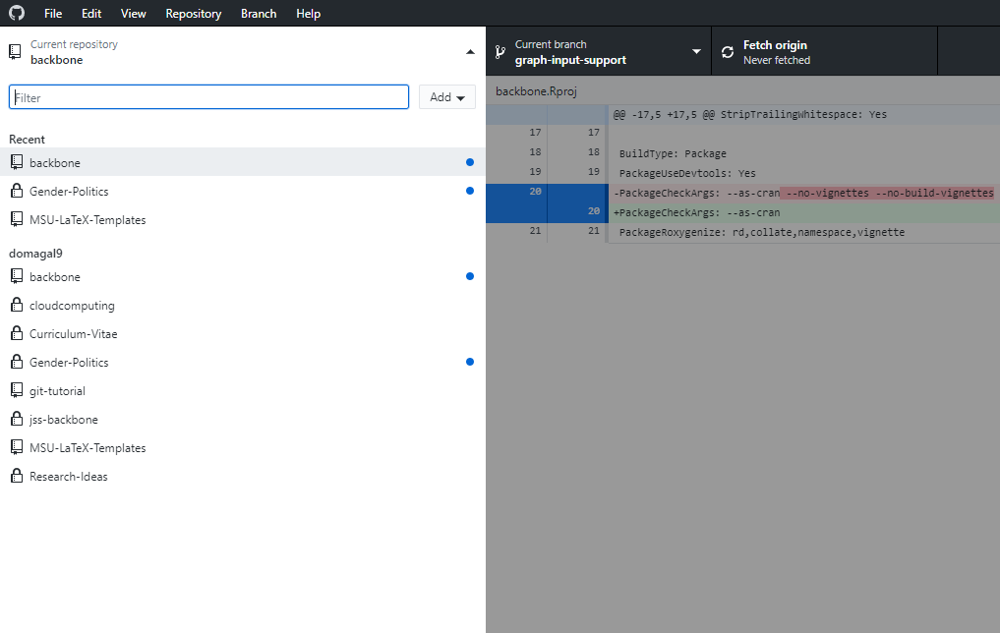 File Edit View Repository Branch Help
Current repository
backbone
Filter
Add
Recent
backbone
Gender-Politics
MSU-LaTeX-Templates
domagal9
backbone
cloudcomputing
Curriculum-Vitae
Gender-Politics
git-tutorial
jss-backbone
MSU-LaTeX-Templates
Research-Ideas
Current branch
graph-input-support
Fetch origin
Never fetched
backbone.Rproj
@@ -17,5 +17,5 @@ StripTrailingWhitespace: Yes
17 17
18 18 BuildType: Package
19 19 PackageUseDevtools: Yes
20 -PackageCheckArgs: --as-cran --no-vignettes --no-build-vignettes
20 +PackageCheckArgs: --as-cran
21 21 PackageRoxygenize: rd,collate,namespace,vignette